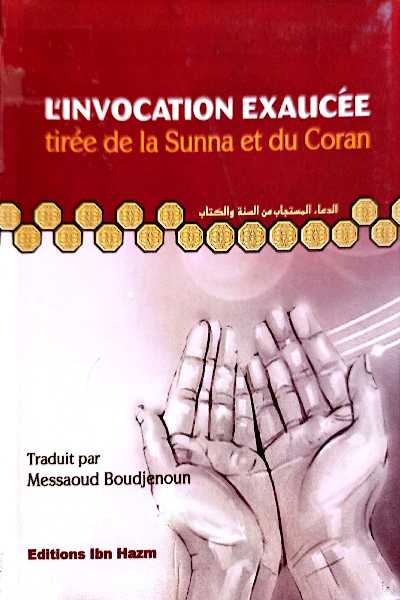 L'INVOCATION EXAUCÉE
tirée de la Sunna et du Coran
الدعاء المستجاب من السنة والكتاب
Traduit par
Messaoud Boudjenoun
Editions Ibn Hazm